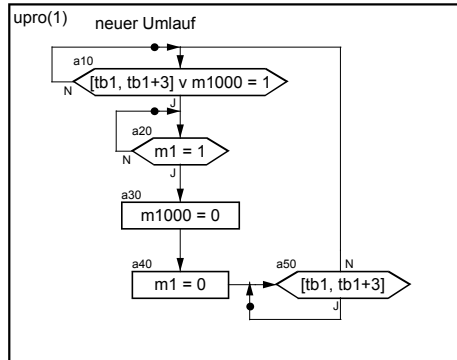 upro(1)
neuer Umlauf
a10
[tb1, tb1+3] v m1000 = 1
N
J
a20
m1 = 1
N
J
a30
m1000 = 0
a40
m1 = 0
a50
N
[tb1, tb1+3]
J